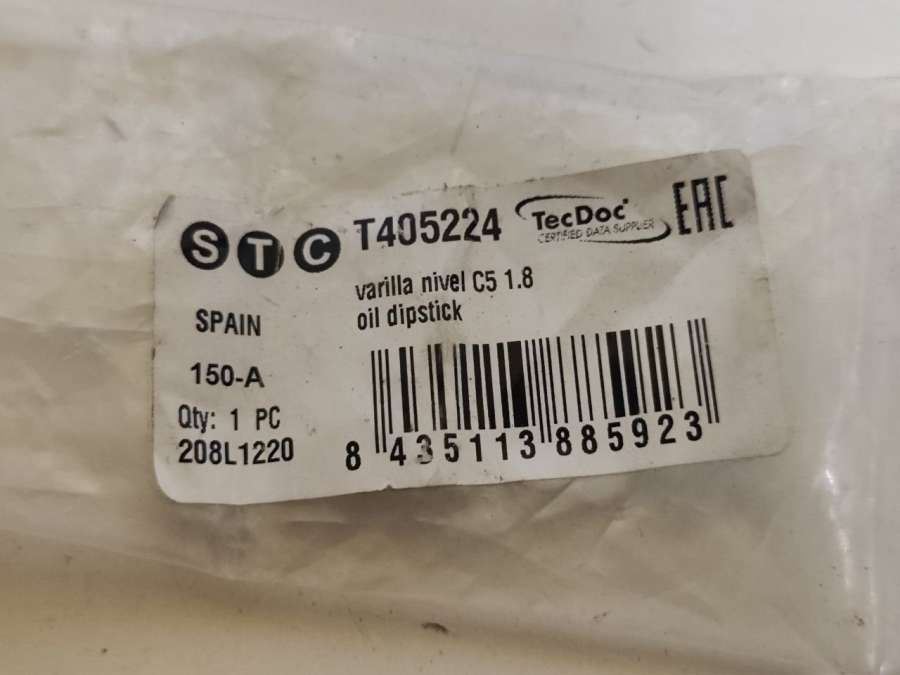 STC T405224 TecDoc EAC
CERTIFIED DATA SUPPLIER
varilla nivel C5 1.8
oil dipstick
SPAIN
150-A
Qty: 1 PC
208L1220
8 435113 885923